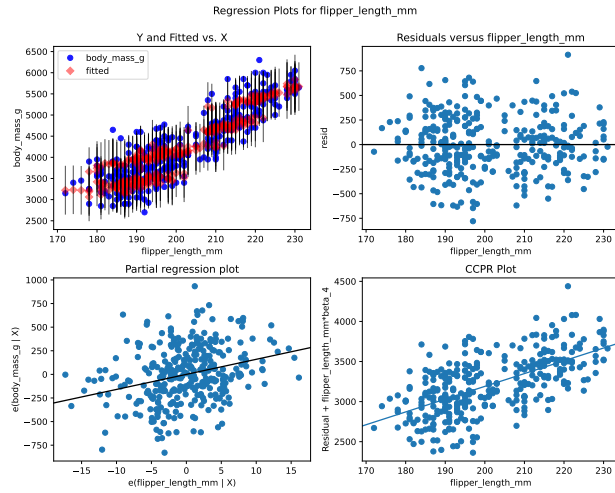 Regression Plots for flipper_length_mm
Y and Fitted vs. X
body_mass_g
fitted
6500
6000
5500
5000
4500
4000
3500
3000
2500
body_mass_g
170 180 190 200 210 220 230
flipper_length_mm
Residuals versus flipper_length_mm
750
500
250
0
−250
−500
−750
resid
170 180 190 200 210 220 230
flipper_length_mm
Partial regression plot
1000
750
500
250
0
−250
−500
−750
e(body_mass_g | X)
−15 −10 −5 0 5 10 15
e(flipper_length_mm | X)
CCPR Plot
4500
4000
3500
3000
2500
Residual + flipper_length_mm*beta_4
170 180 190 200 210 220 230
flipper_length_mm